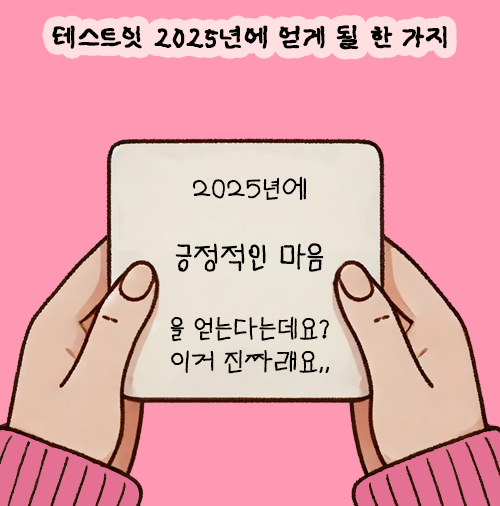 테스트잇 2025년에 얻게 될 한 가지
2025년에
긍정적인 마음
을 얻는다는데요?
이거 진짜래요,,